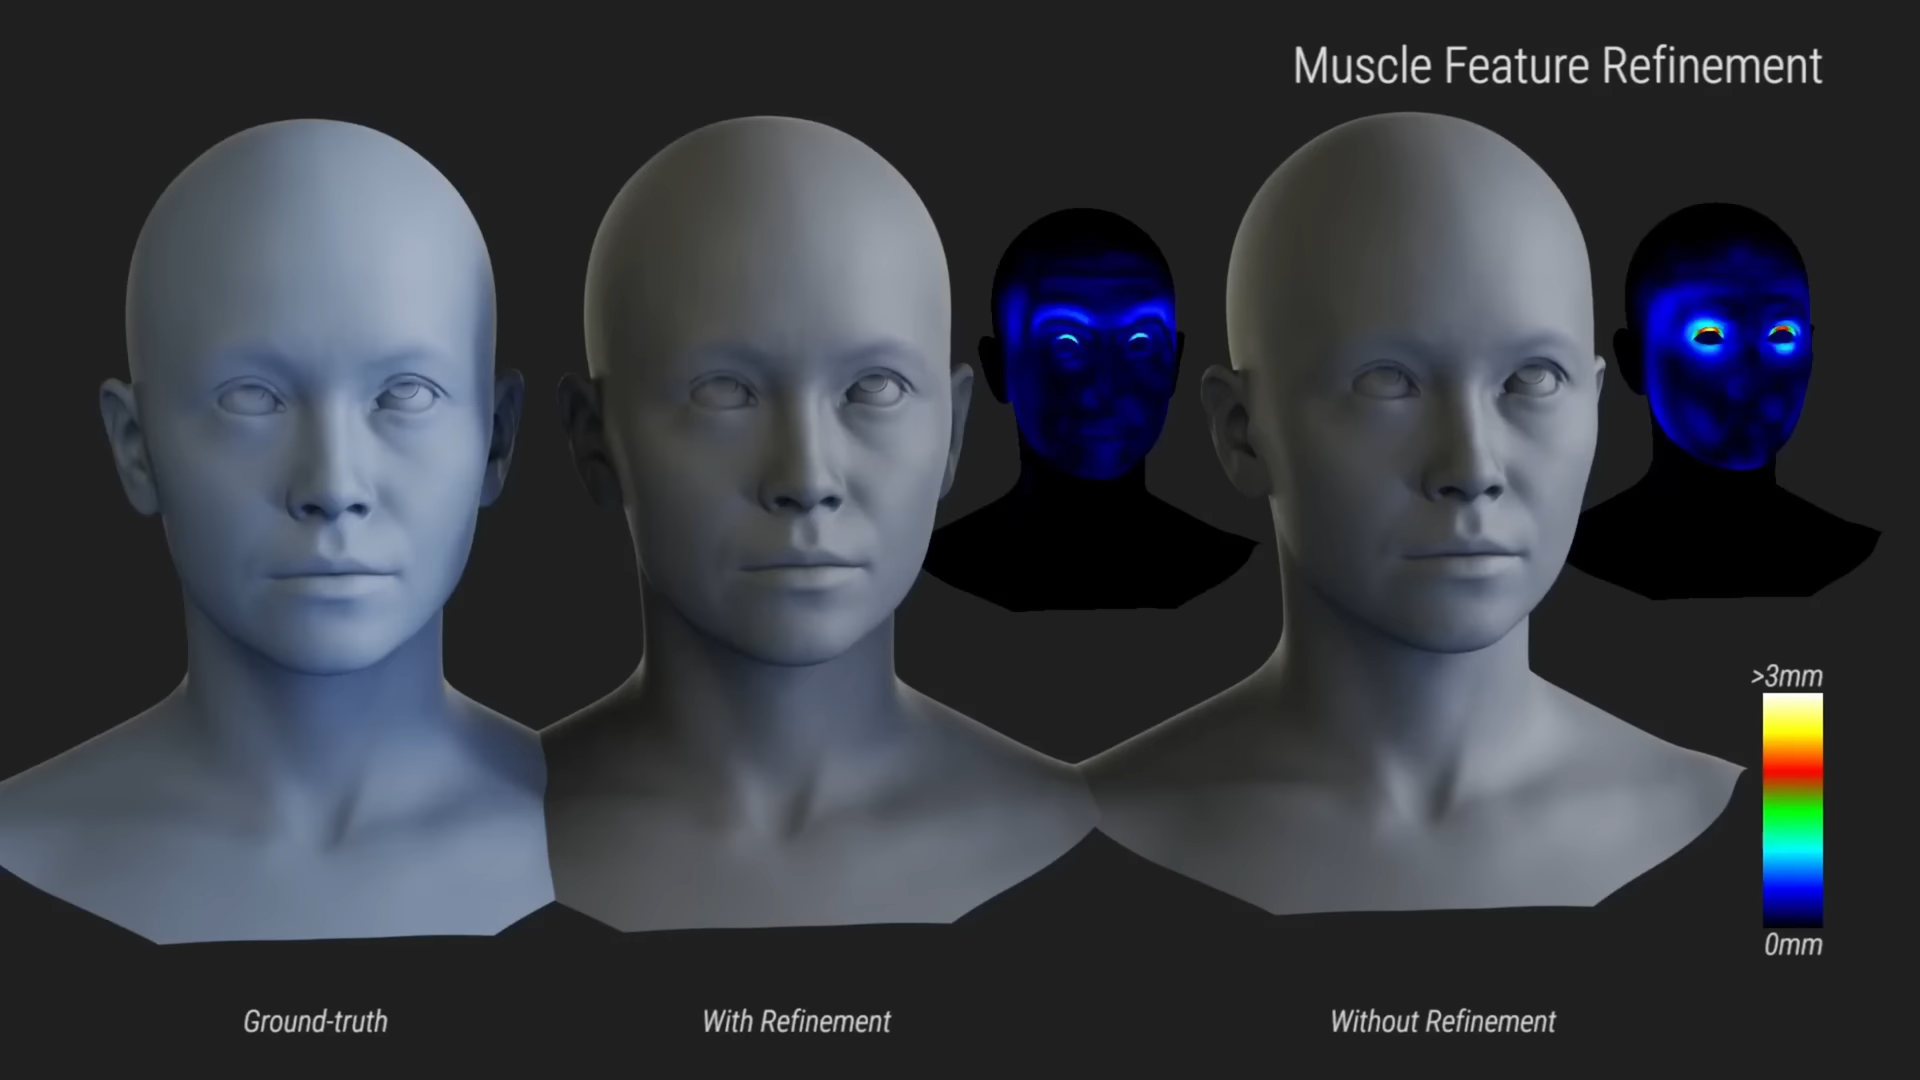 Muscle Feature Refinement
>3mm
0mm
Ground-truth
With Refinement
Without Refinement